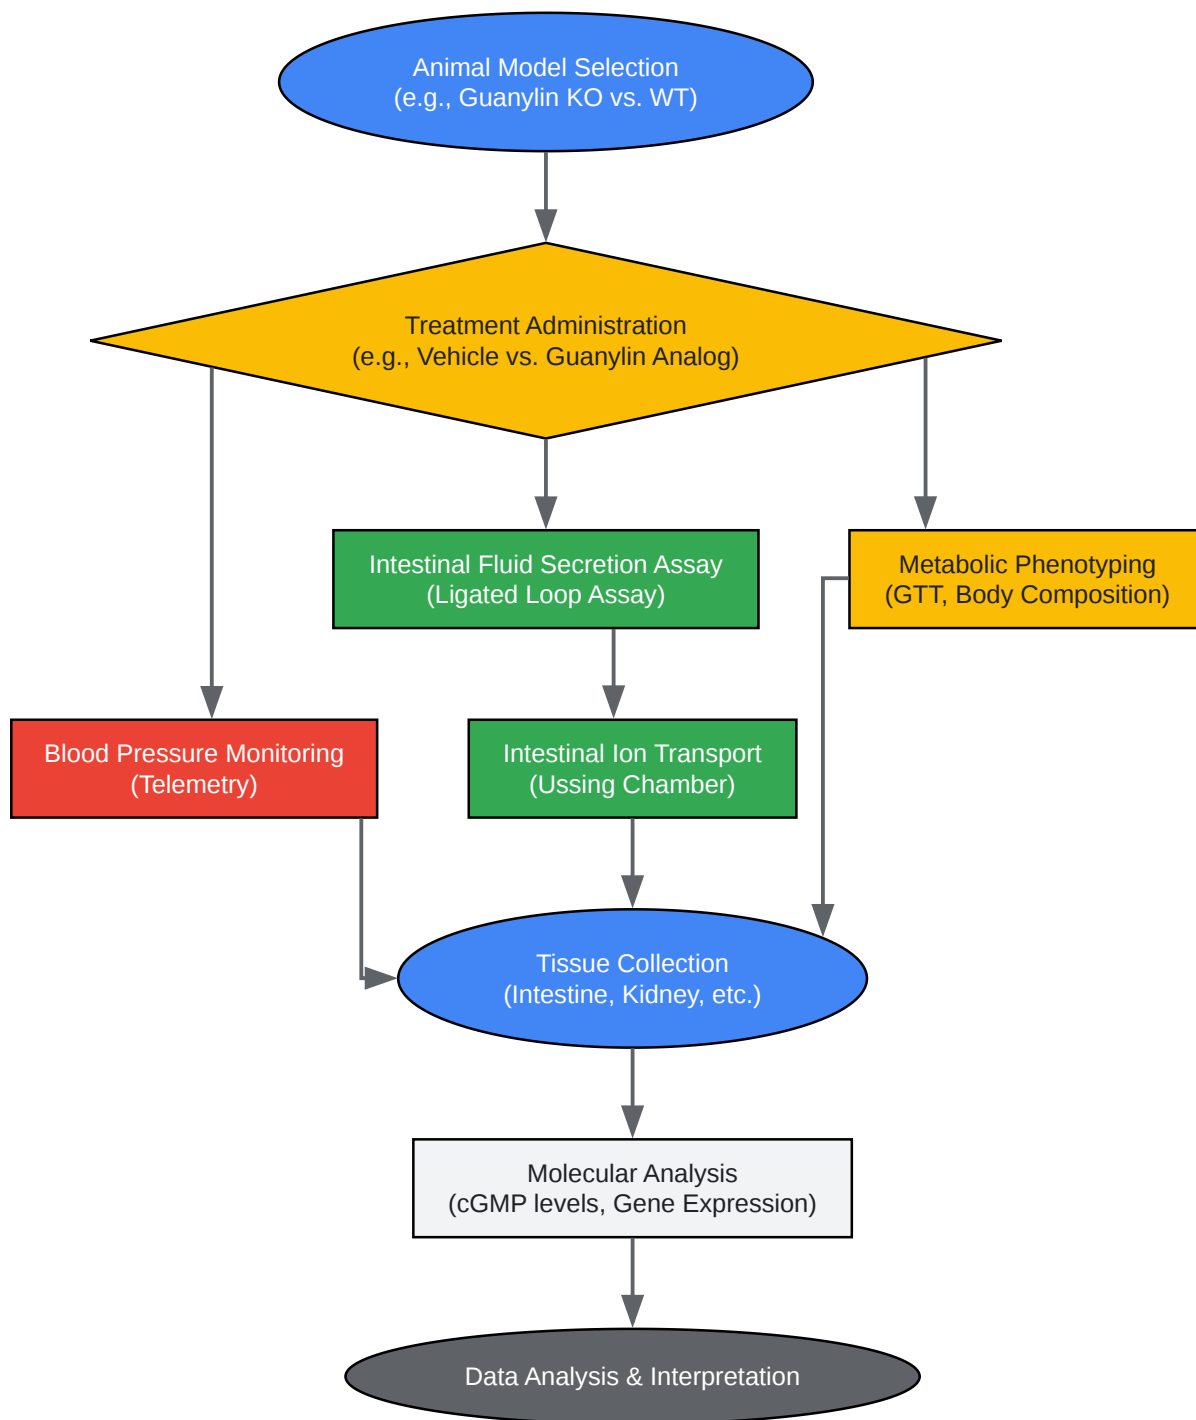 Animal Model Selection
(e.g., Guanylin KO vs. WT)
Treatment Administration
(e.g., Vehicle vs. Guanylin Analog)
Intestinal Fluid Secretion Assay
(Ligated Loop Assay)
Metabolic Phenotyping
(GTT, Body Composition)
Blood Pressure Monitoring
(Telemetry)
Intestinal Ion Transport
(Ussing Chamber)
Tissue Collection
(Intestine, Kidney, etc.)
Molecular Analysis
(cGMP levels, Gene Expression)
Data Analysis & Interpretation